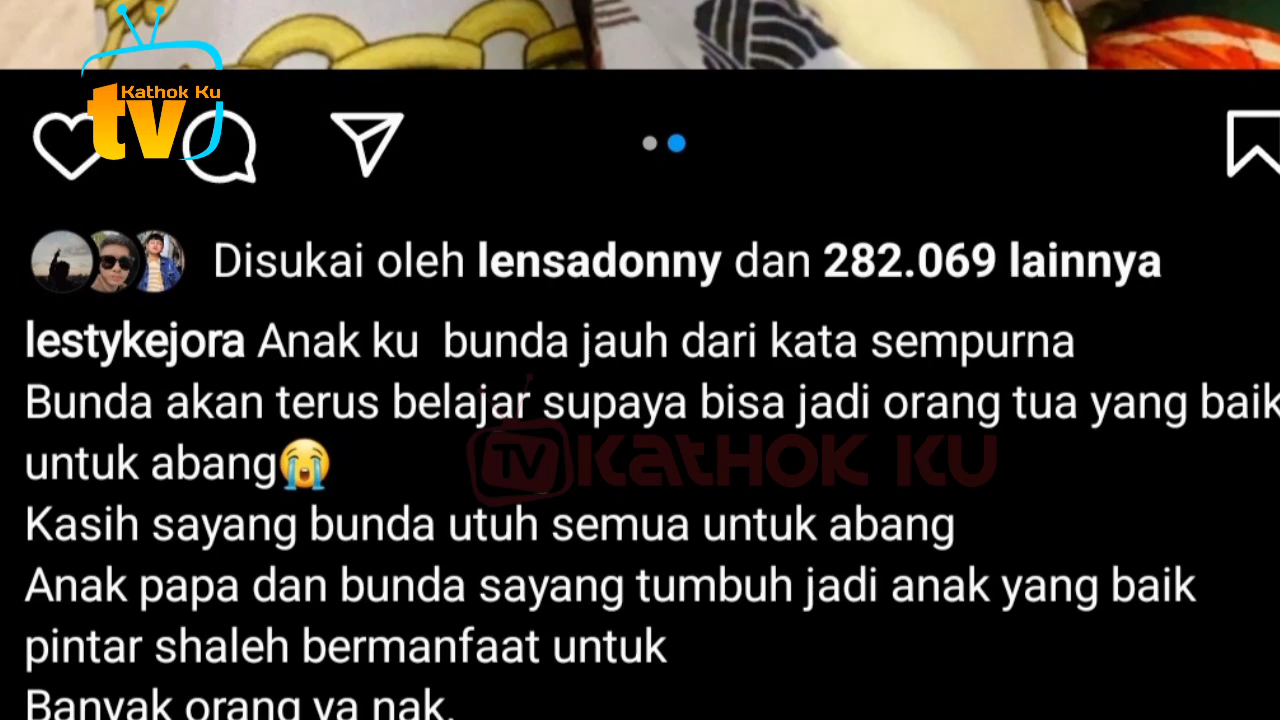 Kathok Ku
tv
Disukai oleh lensadonny dan 282.069 lainnya
lestykejora Anak ku bunda jauh dari kata sempurna
Bunda akan terus belajar supaya bisa jadi orang tua yang baik
untuk abang😭
TV KATHOK KU
Kasih sayang bunda utuh semua untuk abang
Anak papa dan bunda sayang tumbuh jadi anak yang baik
pintar shaleh bermanfaat untuk
Banyak orang ya nak.